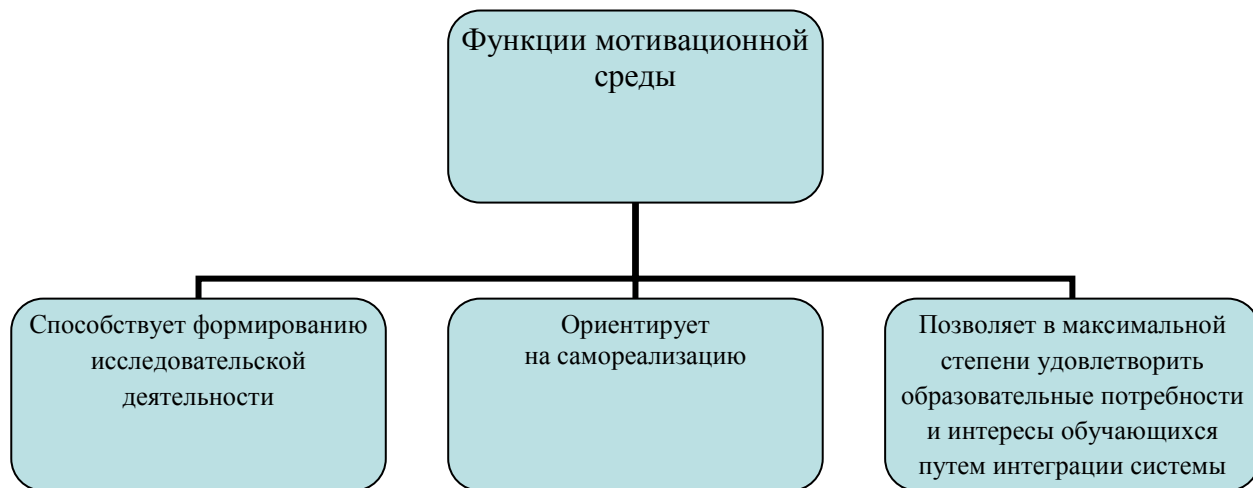 Функции мотивационной
среды
Способствует формированию
исследовательской
деятельности
Ориентирует
на самореализацию
Позволяет в максимальной
степени удовлетворить
образовательные потребности
и интересы обучающихся
путем интеграции системы